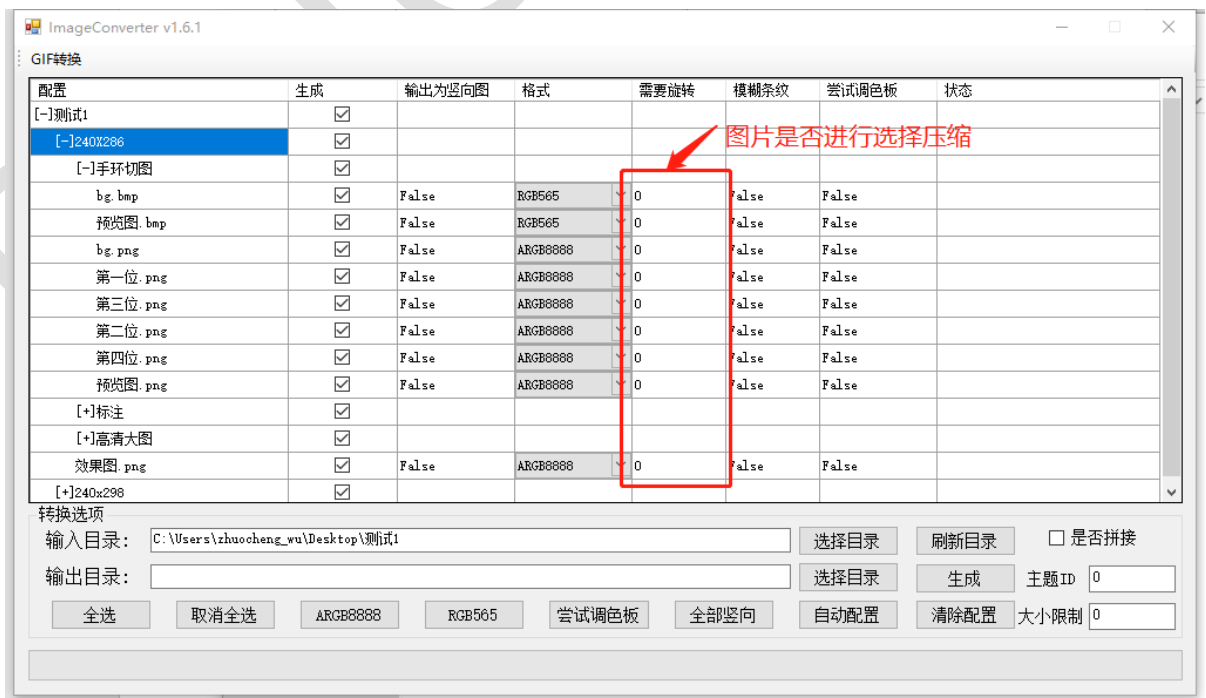 ImageConverter v1.6.1
GIF转换
配置 生成 输出为竖向图 格式 需要旋转 模糊条纹 尝试调色板 状态
[-]测试1
图片是否进行选择压缩
[-]240X286
[-]手环切图
bg.bmp False RGB565 0 False False
预览图.bmp False RGB565 0 False False
bg.png False ARGB8888 0 False False
第一位.png False ARGB8888 0 False False
第三位.png False ARGB8888 0 False False
第二位.png False ARGB8888 0 False False
第四位.png False ARGB8888 0 False False
预览图.png False ARGB8888 0 False False
[+]标注
[+]高清大图
效果图.png False ARGB8888 0 False False
[+]240x298
转换选项
输入目录: C:\Users\zhuocheng_wu\Desktop\测试1 选择目录 刷新目录 是否拼接
输出目录: 选择目录 生成 主题ID 0
全选 取消全选 ARGB8888 RGB565 尝试调色板 全部竖向 自动配置 清除配置 大小限制 0